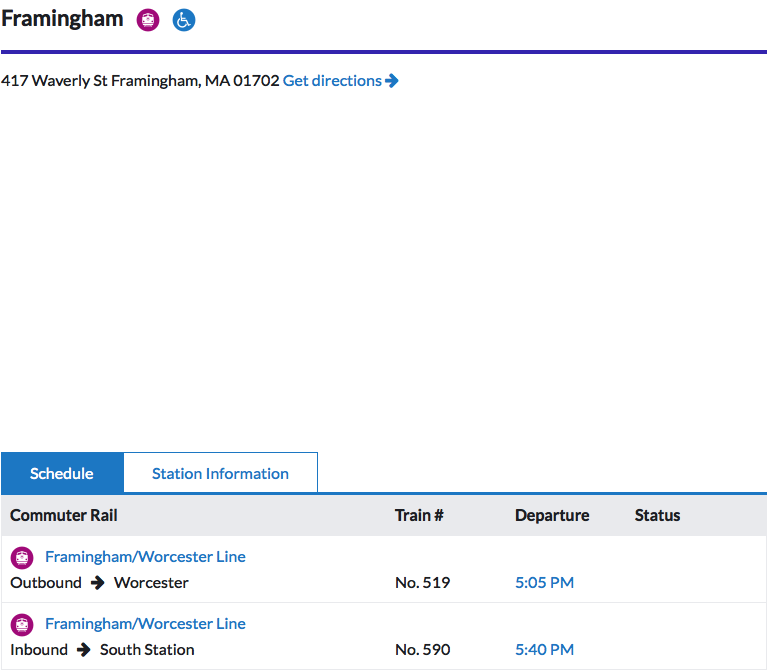 Framingham
417 Waverly St Framingham, MA 01702 Get directions
Schedule
Station Information
Commuter Rail Train # Departure Status
Framingham/Worcester Line
Outbound Worcester No. 519 5:05 PM
Framingham/Worcester Line
Inbound South Station No. 590 5:40 PM